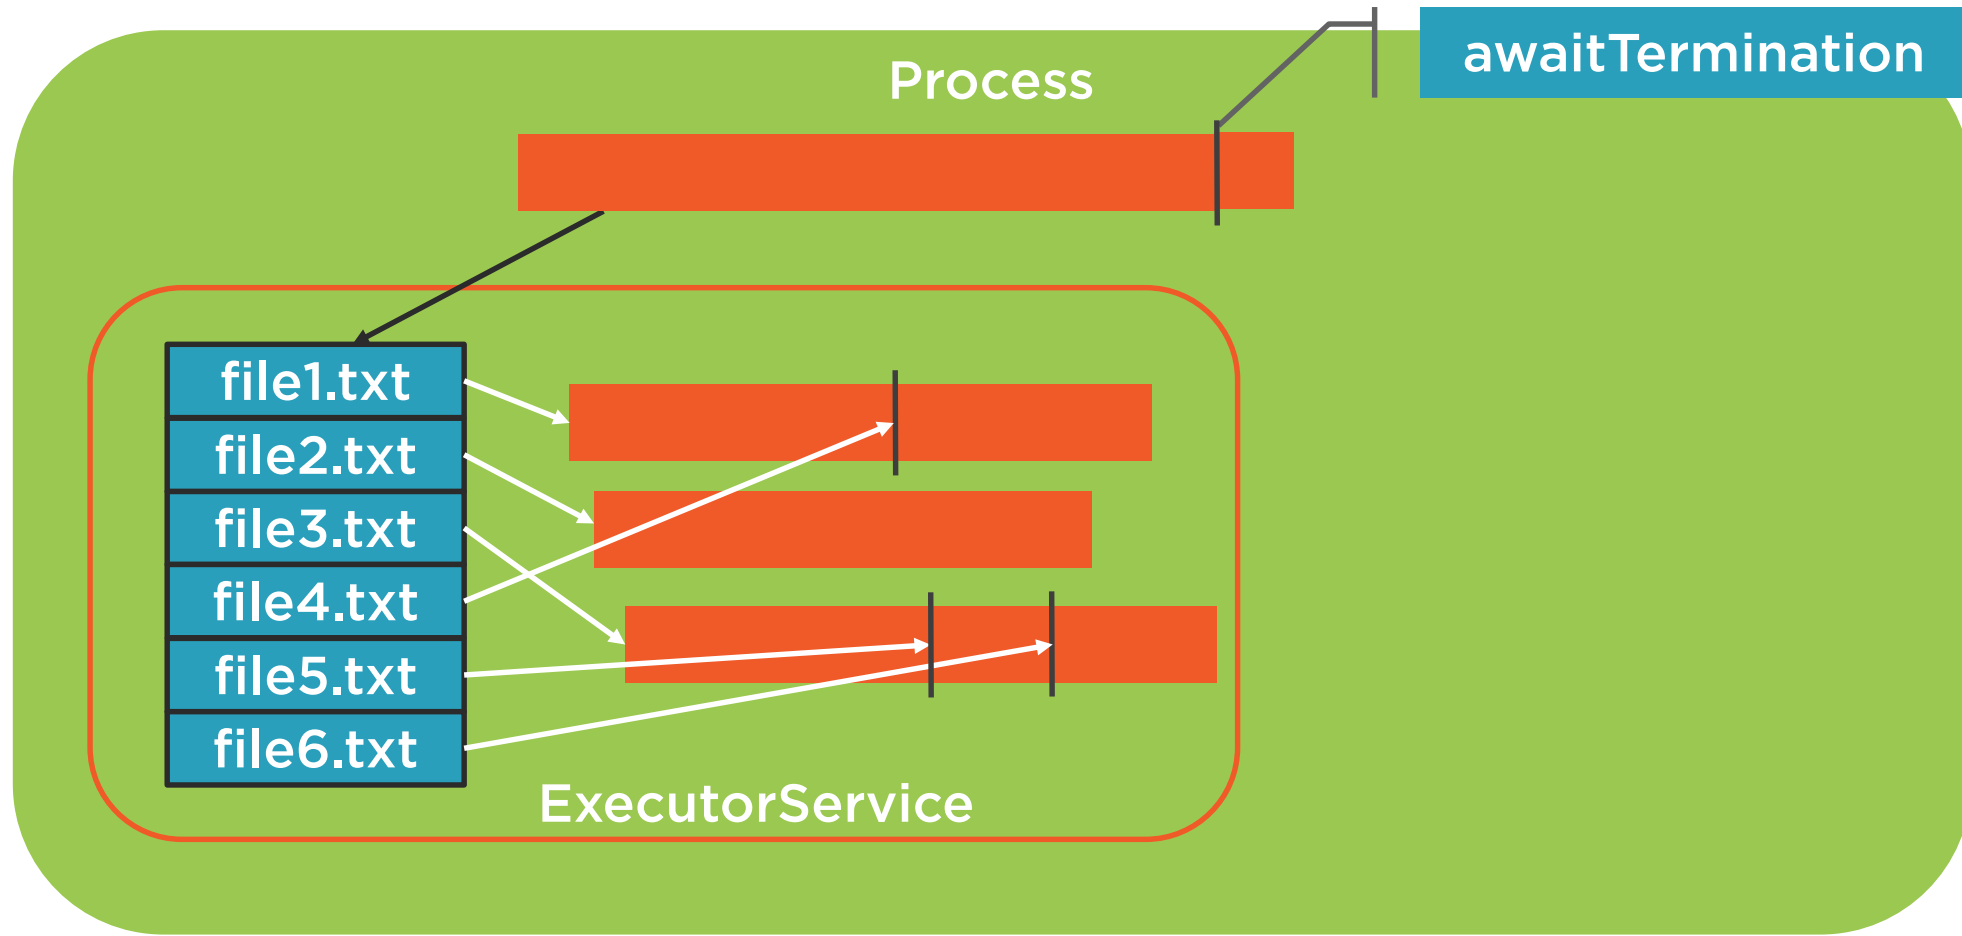 awaitTermination
Process
file1.txt
file2.txt
file3.txt
file4.txt
file5.txt
file6.txt
ExecutorService